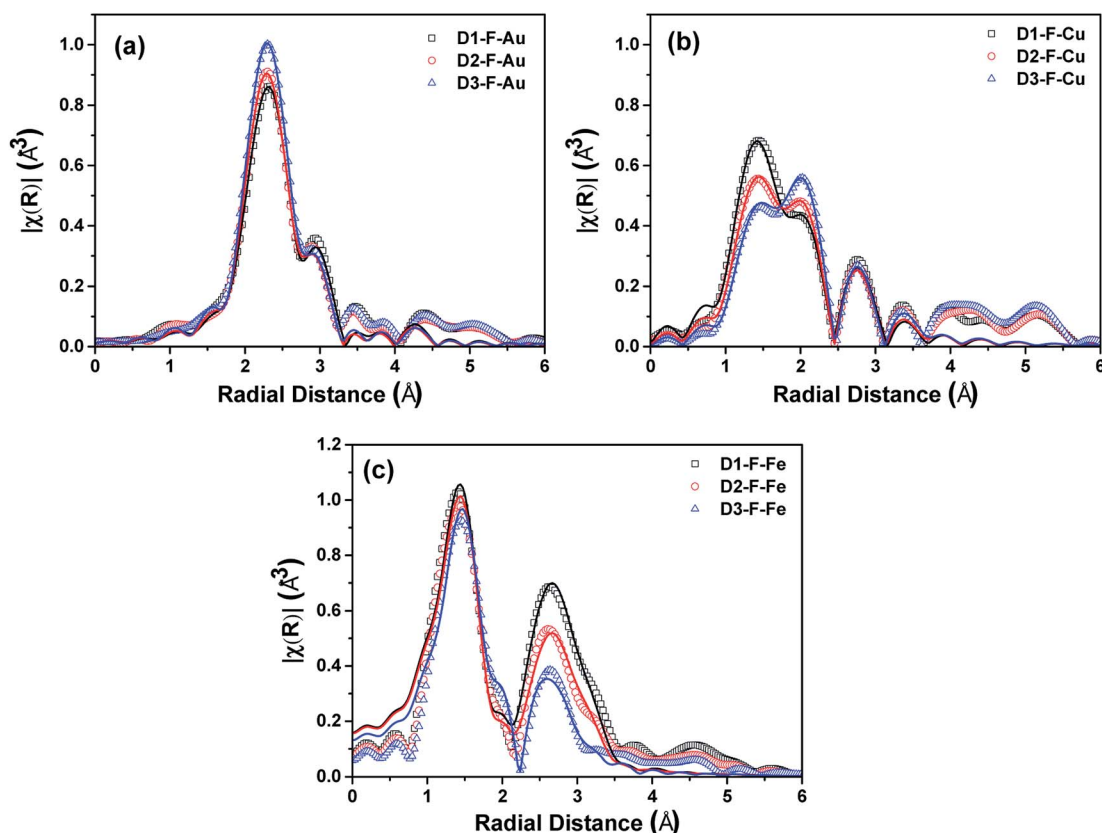 (a)
D1-F-Au
D2-F-Au
D3-F-Au
1.0
0.8
0.6
0.4
0.2
0.0
|χ(R)| (Å³)
0 1 2 3 4 5 6
Radial Distance (Å)
(b)
D1-F-Cu
D2-F-Cu
D3-F-Cu
1.0
0.8
0.6
0.4
0.2
0.0
|χ(R)| (Å³)
0 1 2 3 4 5 6
Radial Distance (Å)
(c)
D1-F-Fe
D2-F-Fe
D3-F-Fe
1.2
1.0
0.8
0.6
0.4
0.2
0.0
|χ(R)| (Å³)
0 1 2 3 4 5 6
Radial Distance (Å)